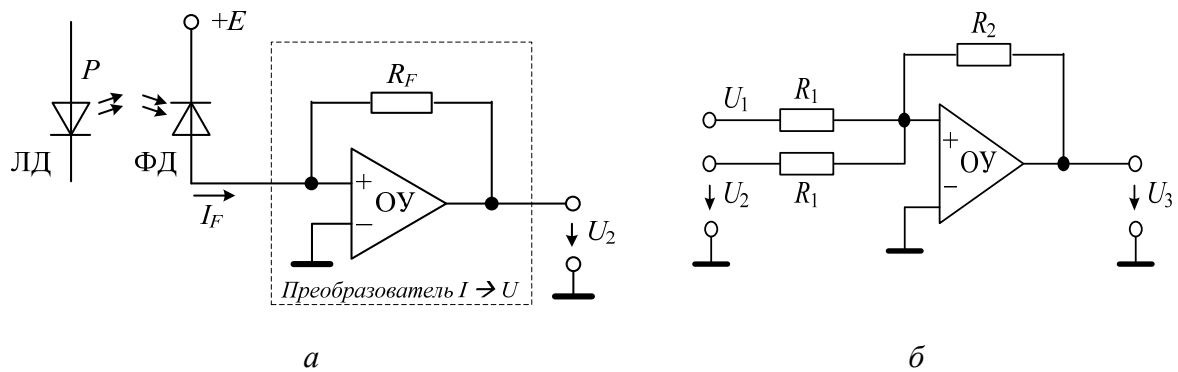 +E
P
ЛД
ФД
I_F
R_F
+
ОУ
−
U_2
Преобразователь I → U
а
R_2
U_1
R_1
U_2
R_1
+
ОУ
−
U_3
б